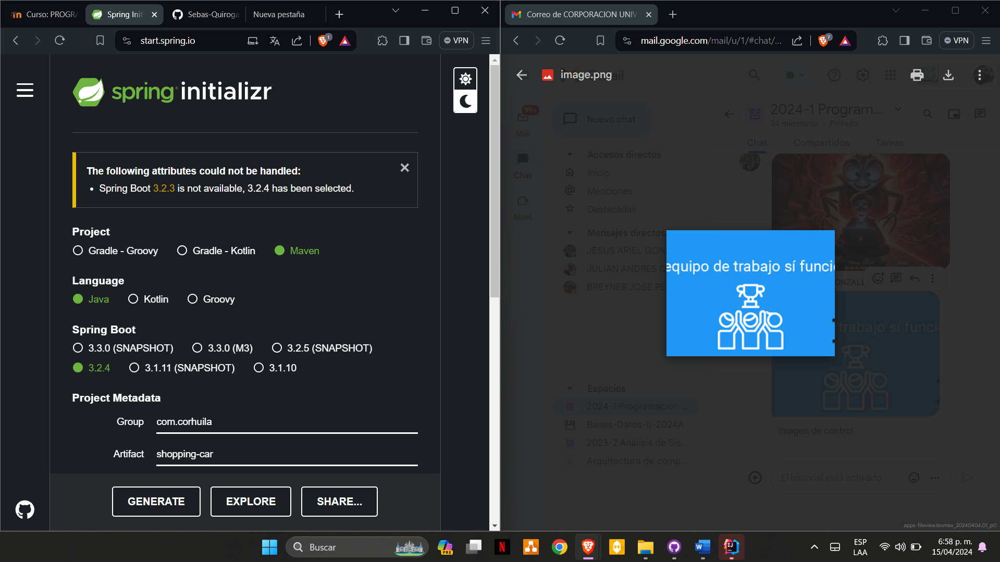 Curso: PROGRA
Spring Init
Sebas-Quiroga
Nueva pestaña
start.spring.io
1
VPN
spring initializr
The following attributes could not be handled:
Spring Boot 3.2.3 is not available, 3.2.4 has been selected.
Project
Gradle - Groovy
Gradle - Kotlin
Maven
Language
Java
Kotlin
Groovy
Spring Boot
3.3.0 (SNAPSHOT)
3.3.0 (M3)
3.2.5 (SNAPSHOT)
3.2.4
3.1.11 (SNAPSHOT)
3.1.10
Project Metadata
Group
com.corhuila
Artifact
shopping-car
GENERATE
EXPLORE
SHARE...
Correo de CORPORACION UNIV
mail.google.com/mail/u/1/#chat/...
7
VPN
image.png
99+
Mail
Chat
Meet
Nuevo chat
Accesos directos
Inicio
Menciones
Destacadas
Mensajes directos
JESUS ARIEL GON
JULIAN ANDRES
BREYNER JOSE PE
Espacios
2024-1 Programación ...
Bases-Datos-II-2024A
2023-2 Análisis de Sis...
Arquitectura de comp...
2024-1 Program...
34 miembros • Privado
Chat
Compartidos
Tareas
equipo de trabajo sí funci
ONZALE
trabajo sí funci
Imagen de control
El historial está activado
apps-fileview.texmex_20240404.01_p0
Buscar
PRE
ESP
LAA
6:58 p. m.
15/04/2024